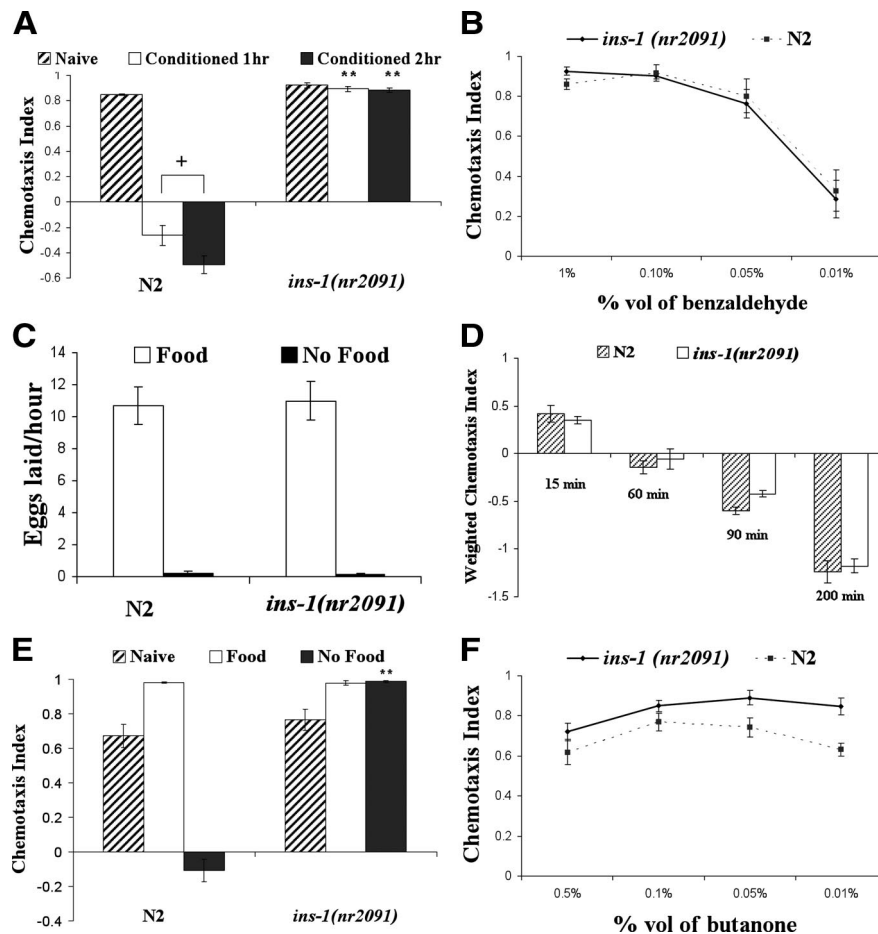 A
Naive Conditioned 1hr Conditioned 2hr
Chemotaxis Index
1
0.8
0.6
0.4
0.2
0
-0.2
-0.4
-0.6
+
** **
N2 ins-1(nr2091)
B
ins-1 (nr2091) N2
Chemotaxis Index
1
0.8
0.6
0.4
0.2
0
1% 0.10% 0.05% 0.01%
% vol of benzaldehyde
C
Food No Food
Eggs laid/hour
14
12
10
8
6
4
2
0
N2 ins-1(nr2091)
D
N2 ins-1(nr2091)
Weighted Chemotaxis Index
1
0.5
0
-0.5
-1
-1.5
15 min
60 min
90 min
200 min
E
Naive Food No Food
Chemotaxis Index
1
0.8
0.6
0.4
0.2
0
-0.2
-0.4
**
N2 ins-1(nr2091)
F
ins-1 (nr2091) N2
Chemotaxis Index
1
0.8
0.6
0.4
0.2
0
0.5% 0.1% 0.05% 0.01%
% vol of butanone